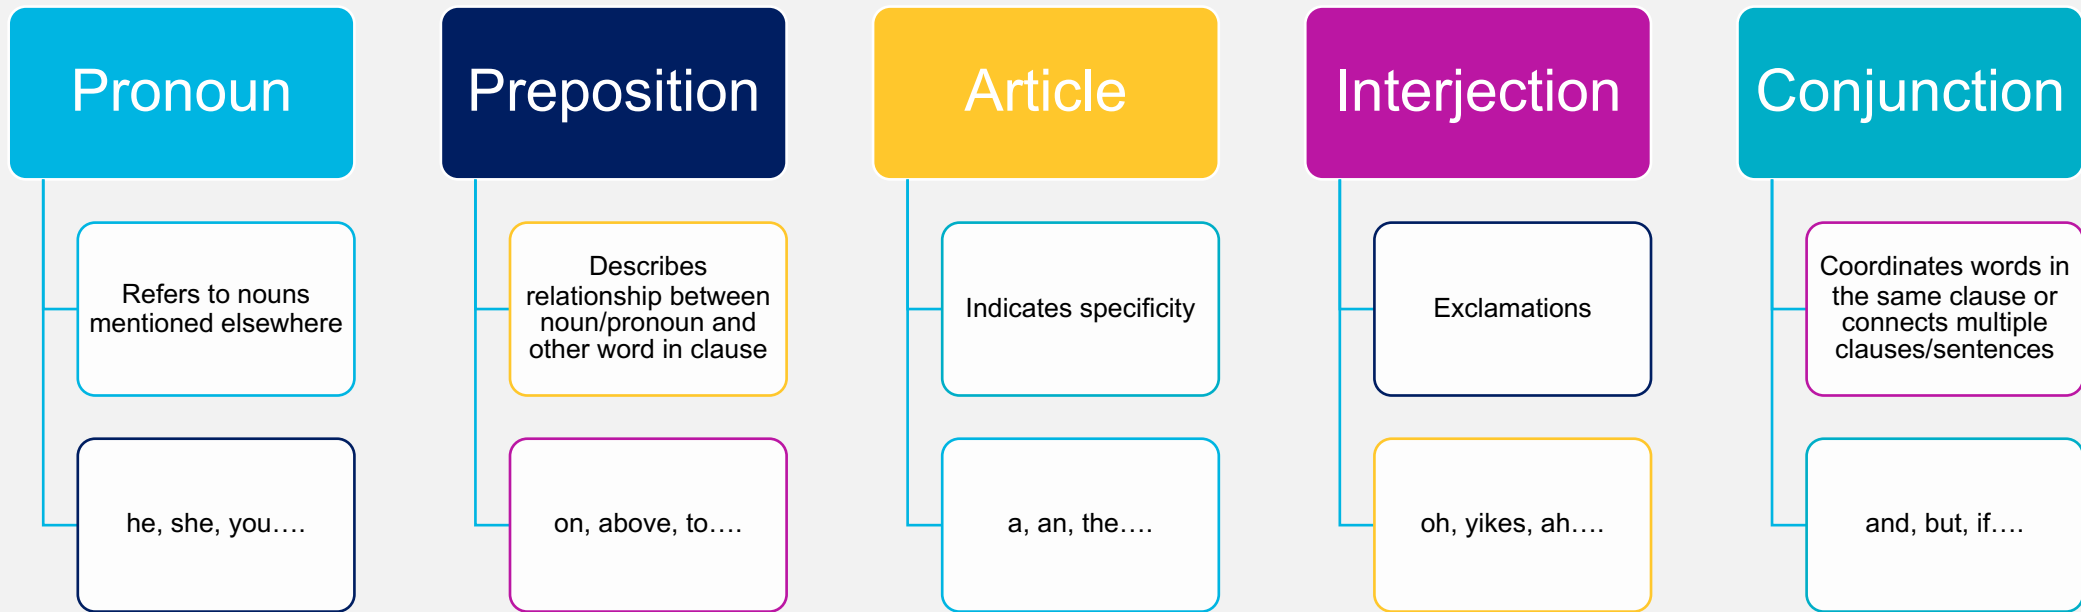 Pronoun
Refers to nouns
mentioned elsewhere
he, she, you….
Preposition
Describes
relationship between
noun/pronoun and
other word in clause
on, above, to….
Article
Indicates specificity
a, an, the….
Interjection
Exclamations
oh, yikes, ah….
Conjunction
Coordinates words in
the same clause or
connects multiple
clauses/sentences
and, but, if….